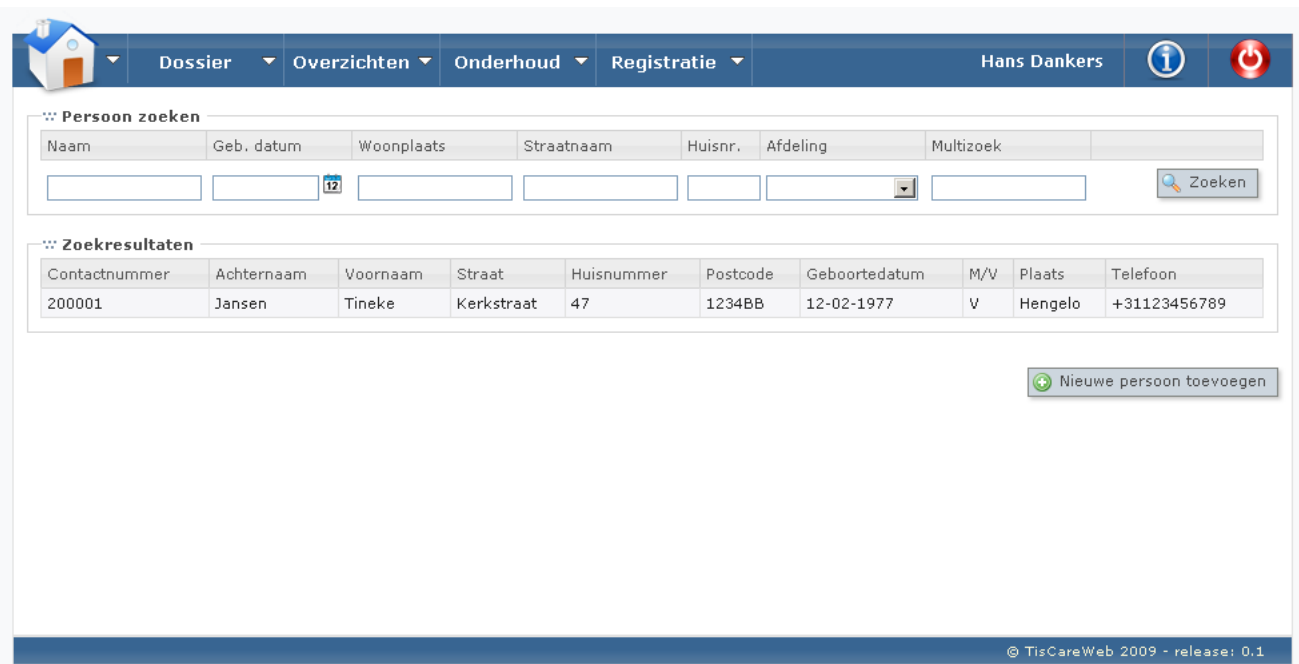 Dossier Overzichten Onderhoud Registratie Hans Dankers
Persoon zoeken
Naam Geb. datum Woonplaats Straatnaam Huisnr. Afdeling Multizoek
12 Zoeken
Zoekresultaten
Contactnummer Achternaam Voornaam Straat Huisnummer Postcode Geboortedatum M/V Plaats Telefoon
200001 Jansen Tineke Kerkstraat 47 1234BB 12-02-1977 V Hengelo +31123456789
Nieuwe persoon toevoegen
© TisCareWeb 2009 - release: 0.1